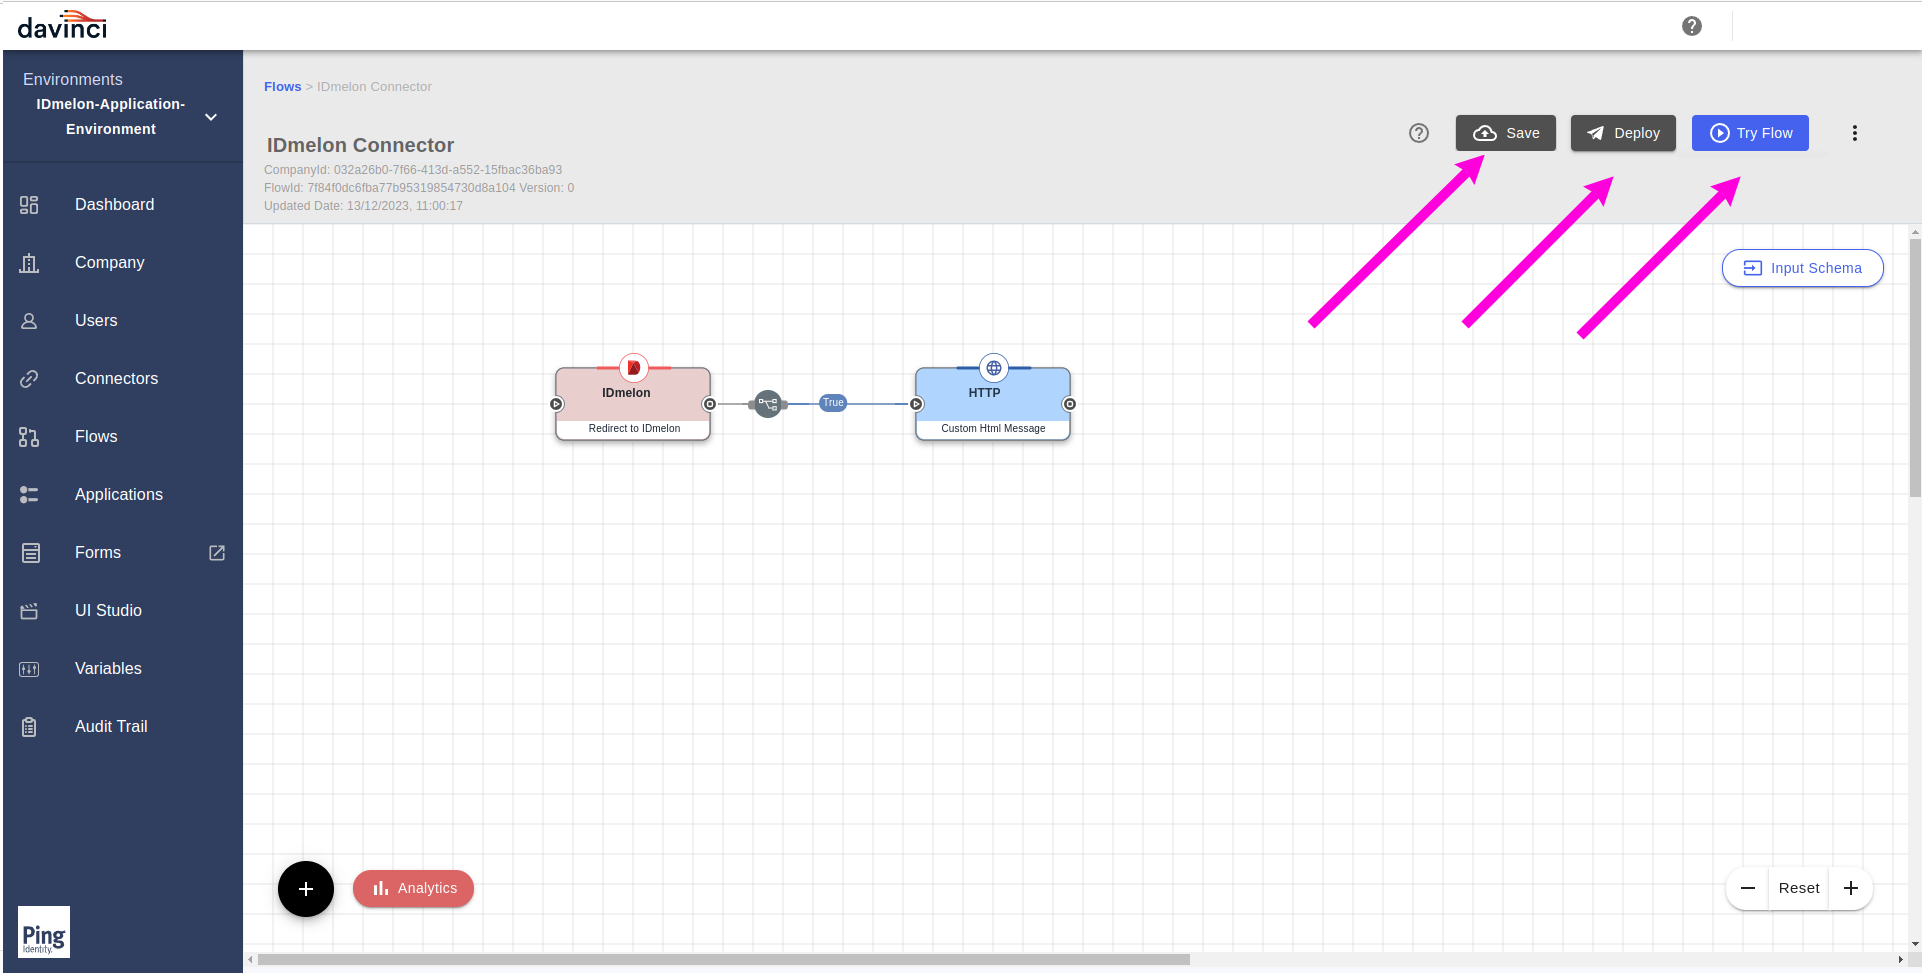 davinci
Environments
IDmelon-Application-
Environment
Dashboard
Company
Users
Connectors
Flows
Applications
Forms
UI Studio
Variables
Audit Trail
Ping
Identity.
Flows > IDmelon Connector
IDmelon Connector
CompanyId: 032a26b0-7f66-413d-a552-15fbac36ba93
FlowId: 7f84f0dc6fba77b95319854730d8a104 Version: 0
Updated Date: 13/12/2023, 11:00:17
Save
Deploy
Try Flow
Input Schema
IDmelon
Redirect to IDmelon
True
HTTP
Custom Html Message
Analytics
Reset